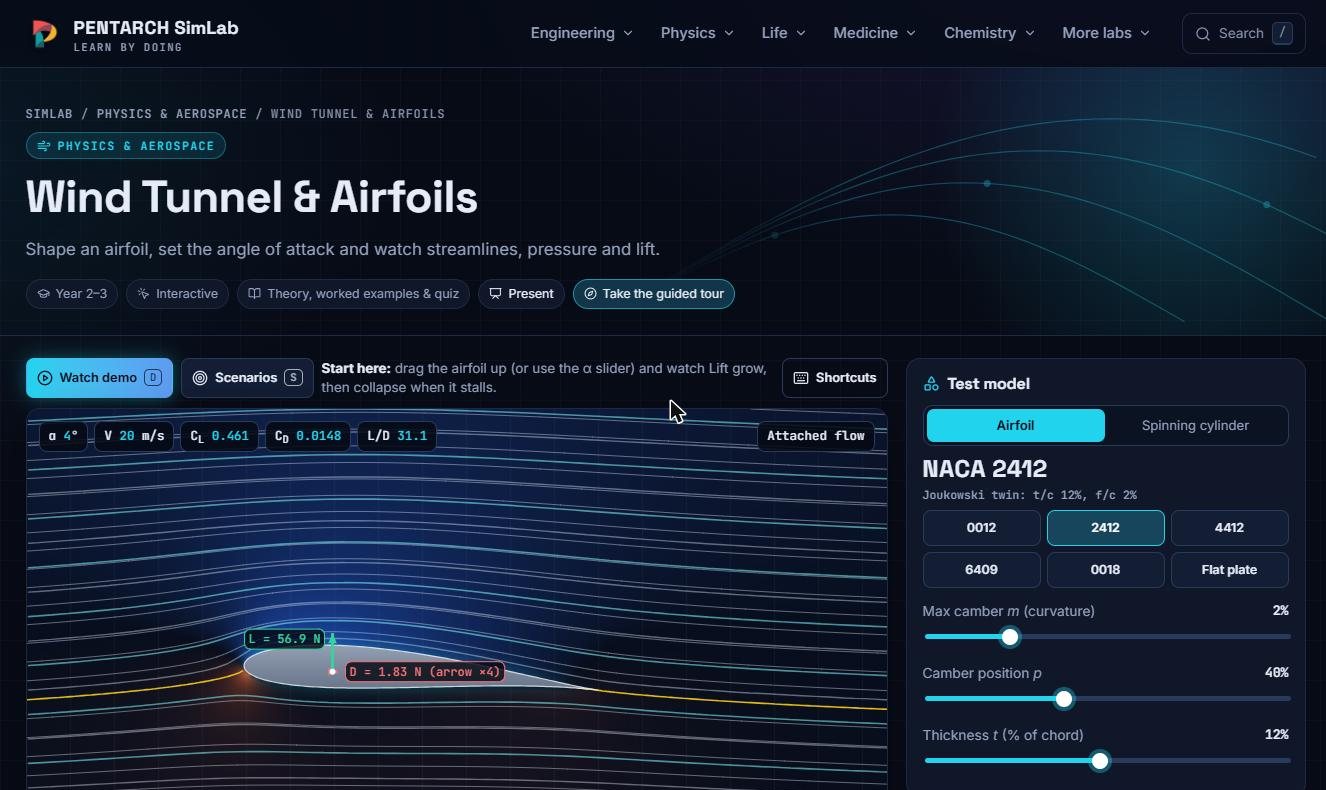 PENTARCH SimLab
LEARN BY DOING
Engineering
Physics
Life
Medicine
Chemistry
More labs
Search /
SIMLAB / PHYSICS & AEROSPACE / WIND TUNNEL & AIRFOILS
PHYSICS & AEROSPACE
Wind Tunnel & Airfoils
Shape an airfoil, set the angle of attack and watch streamlines, pressure and lift.
Year 2–3
Interactive
Theory, worked examples & quiz
Present
Take the guided tour
Watch demo D
Scenarios S
Start here: drag the airfoil up (or use the α slider) and watch Lift grow,
then collapse when it stalls.
Shortcuts
α 4°
V 20 m/s
CL 0.461
CD 0.0148
L/D 31.1
Attached flow
L = 56.9 N
D = 1.83 N (arrow ×4)
Test model
Airfoil
Spinning cylinder
NACA 2412
Joukowski twin: t/c 12%, f/c 2%
0012
2412
4412
6409
0018
Flat plate
Max camber m (curvature) 2%
Camber position p 40%
Thickness t (% of chord) 12%